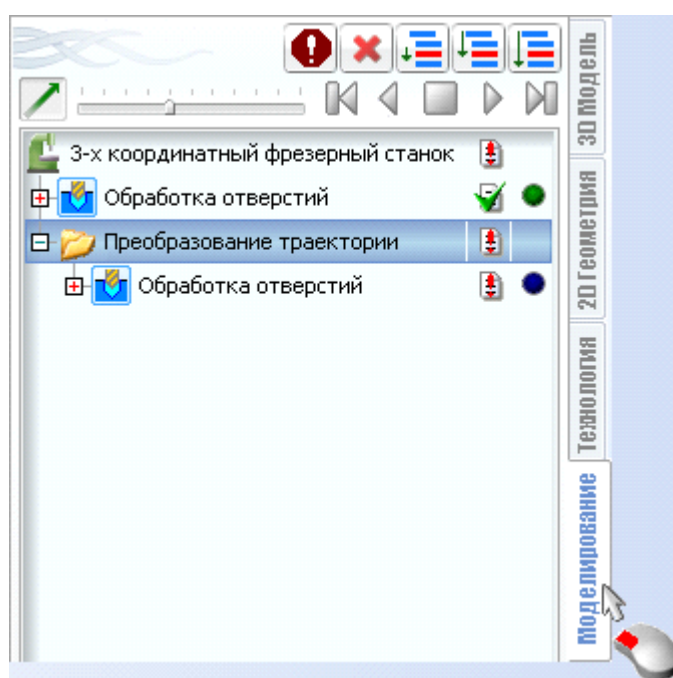 3-х координатный фрезерный станок
Обработка отверстий
Преобразование траектории
Обработка отверстий
3D Модель
2D Геометрия
Технология
Моделирование